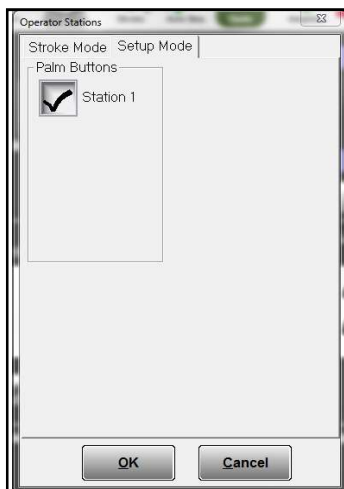 Operator Stations
Stroke Mode Setup Mode
Palm Buttons
Station 1
OK Cancel